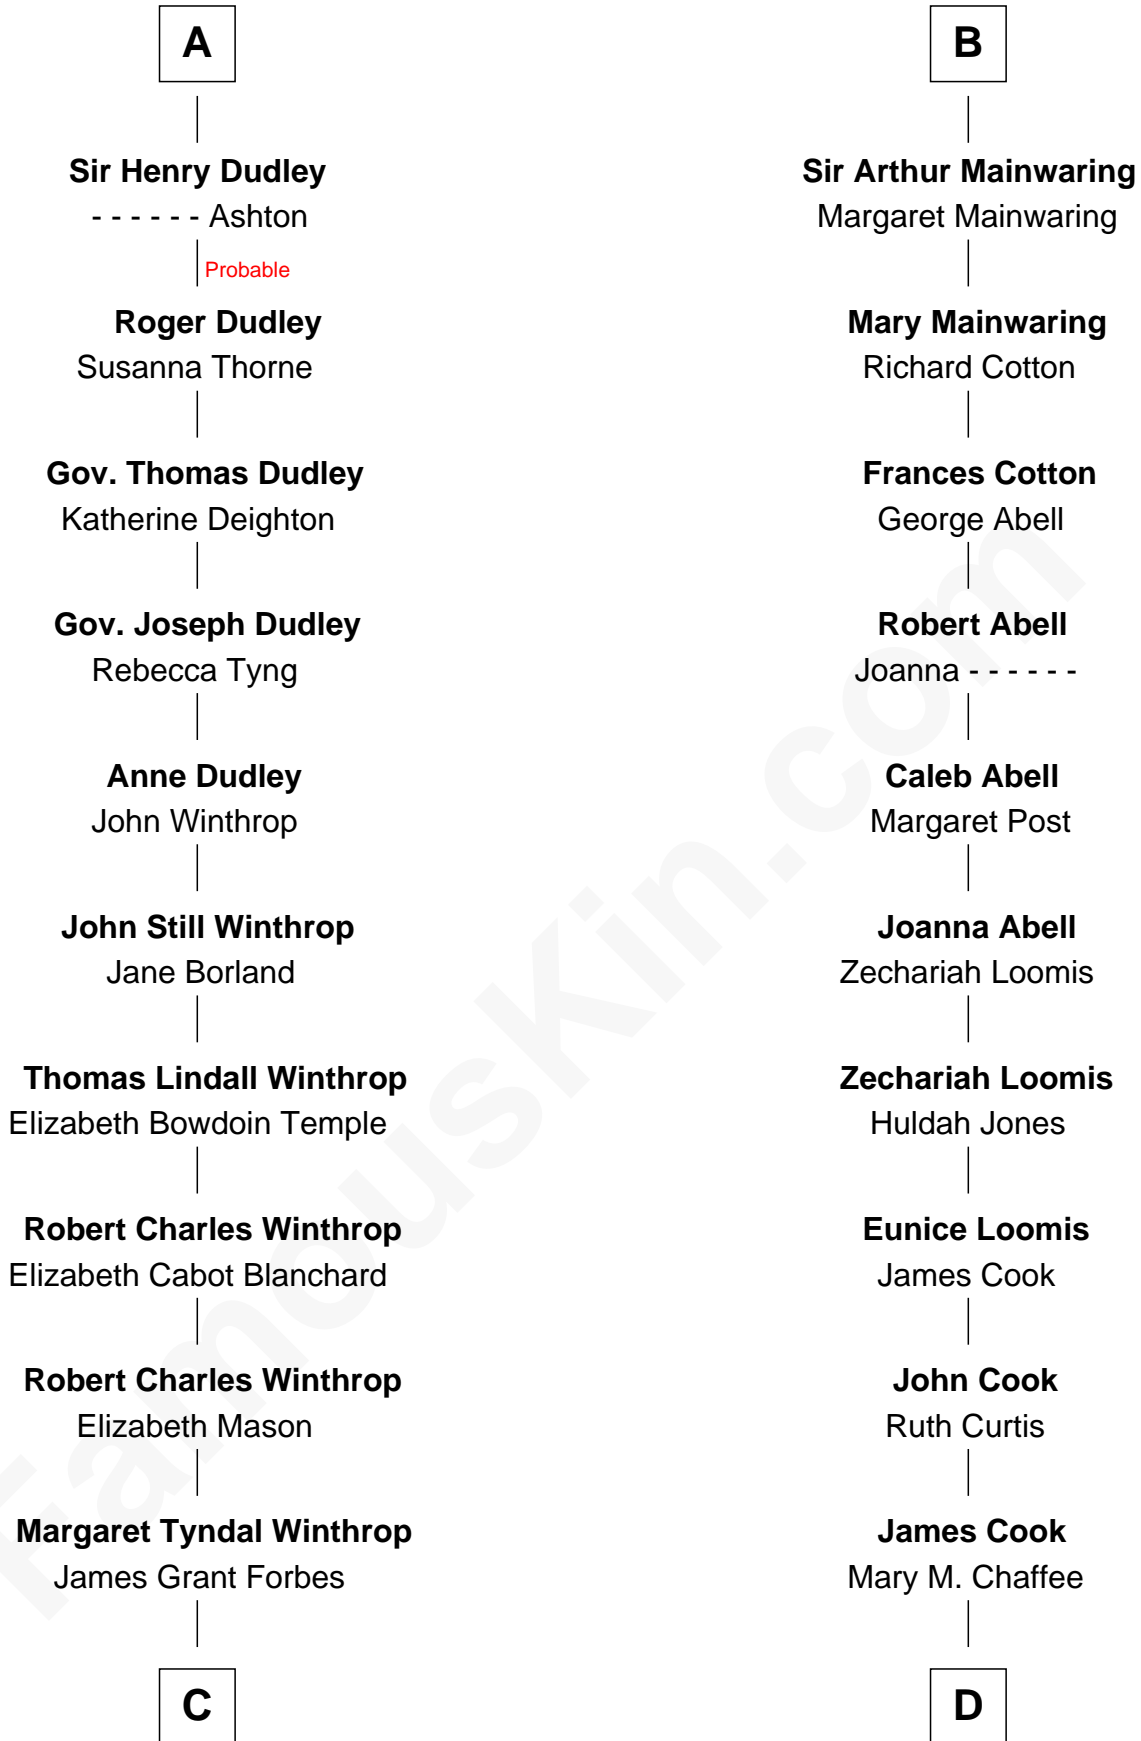 A
Sir Henry Dudley
- - - - - - Ashton
Probable
Roger Dudley
Susanna Thorne
Gov. Thomas Dudley
Katherine Deighton
Gov. Joseph Dudley
Rebecca Tyng
Anne Dudley
John Winthrop
John Still Winthrop
Jane Borland
Thomas Lindall Winthrop
Elizabeth Bowdoin Temple
Robert Charles Winthrop
Elizabeth Cabot Blanchard
Robert Charles Winthrop
Elizabeth Mason
Margaret Tyndal Winthrop
James Grant Forbes
C
B
Sir Arthur Mainwaring
Margaret Mainwaring
Mary Mainwaring
Richard Cotton
Frances Cotton
George Abell
Robert Abell
Joanna - - - - - -
Caleb Abell
Margaret Post
Joanna Abell
Zechariah Loomis
Zechariah Loomis
Huldah Jones
Eunice Loomis
James Cook
John Cook
Ruth Curtis
James Cook
Mary M. Chaffee
D
FamousKin.com